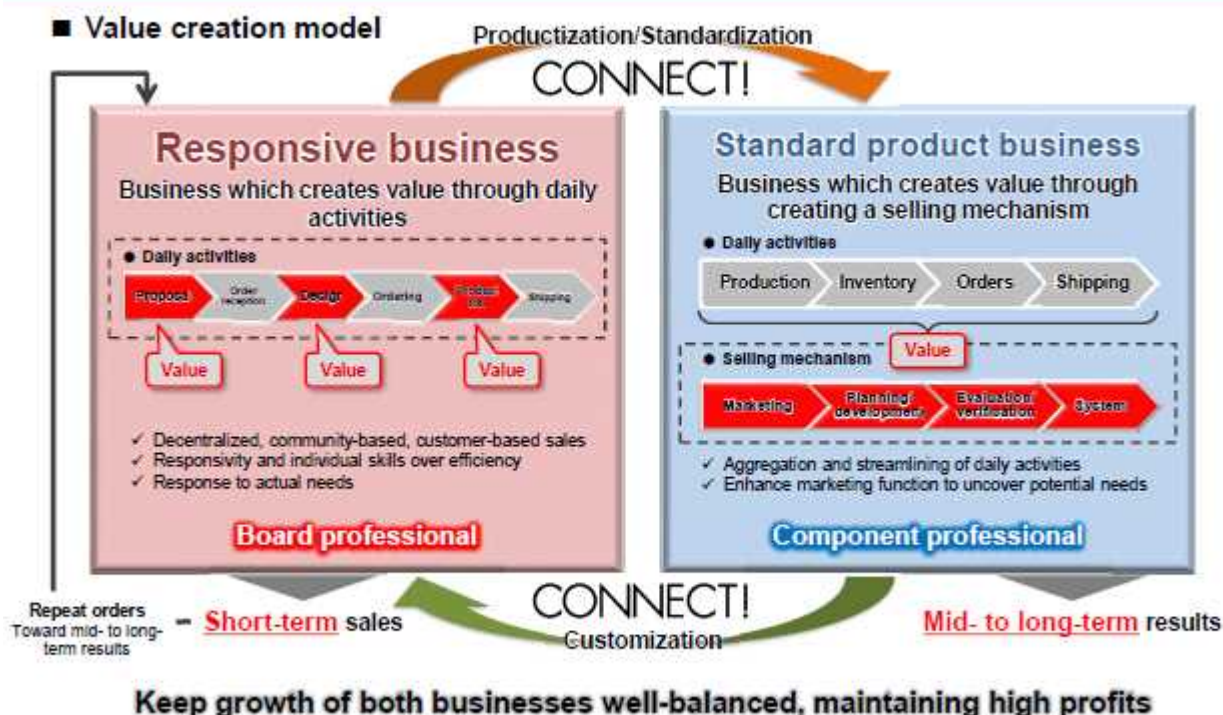 ■ Value creation model
Productization/Standardization
CONNECT!
Responsive business
Business which creates value through daily
activities
● Daily activities
Proposal
Order
reception
Design
Ordering
Shipping
Value
Value
Value
✓ Decentralized, community-based, customer-based sales
✓ Responsivity and individual skills over efficiency
✓ Response to actual needs
Board professional
Standard product business
Business which creates value through
creating a selling mechanism
● Daily activities
Production
Inventory
Orders
Shipping
Value
● Selling mechanism
Marketing
Planning/
development
Evaluation/
verification
System
✓ Aggregation and streamlining of daily activities
✓ Enhance marketing function to uncover potential needs
Component professional
Repeat orders
Toward mid- to long-
term results
Short-term sales
CONNECT!
Customization
Mid- to long-term results
Keep growth of both businesses well-balanced, maintaining high profits